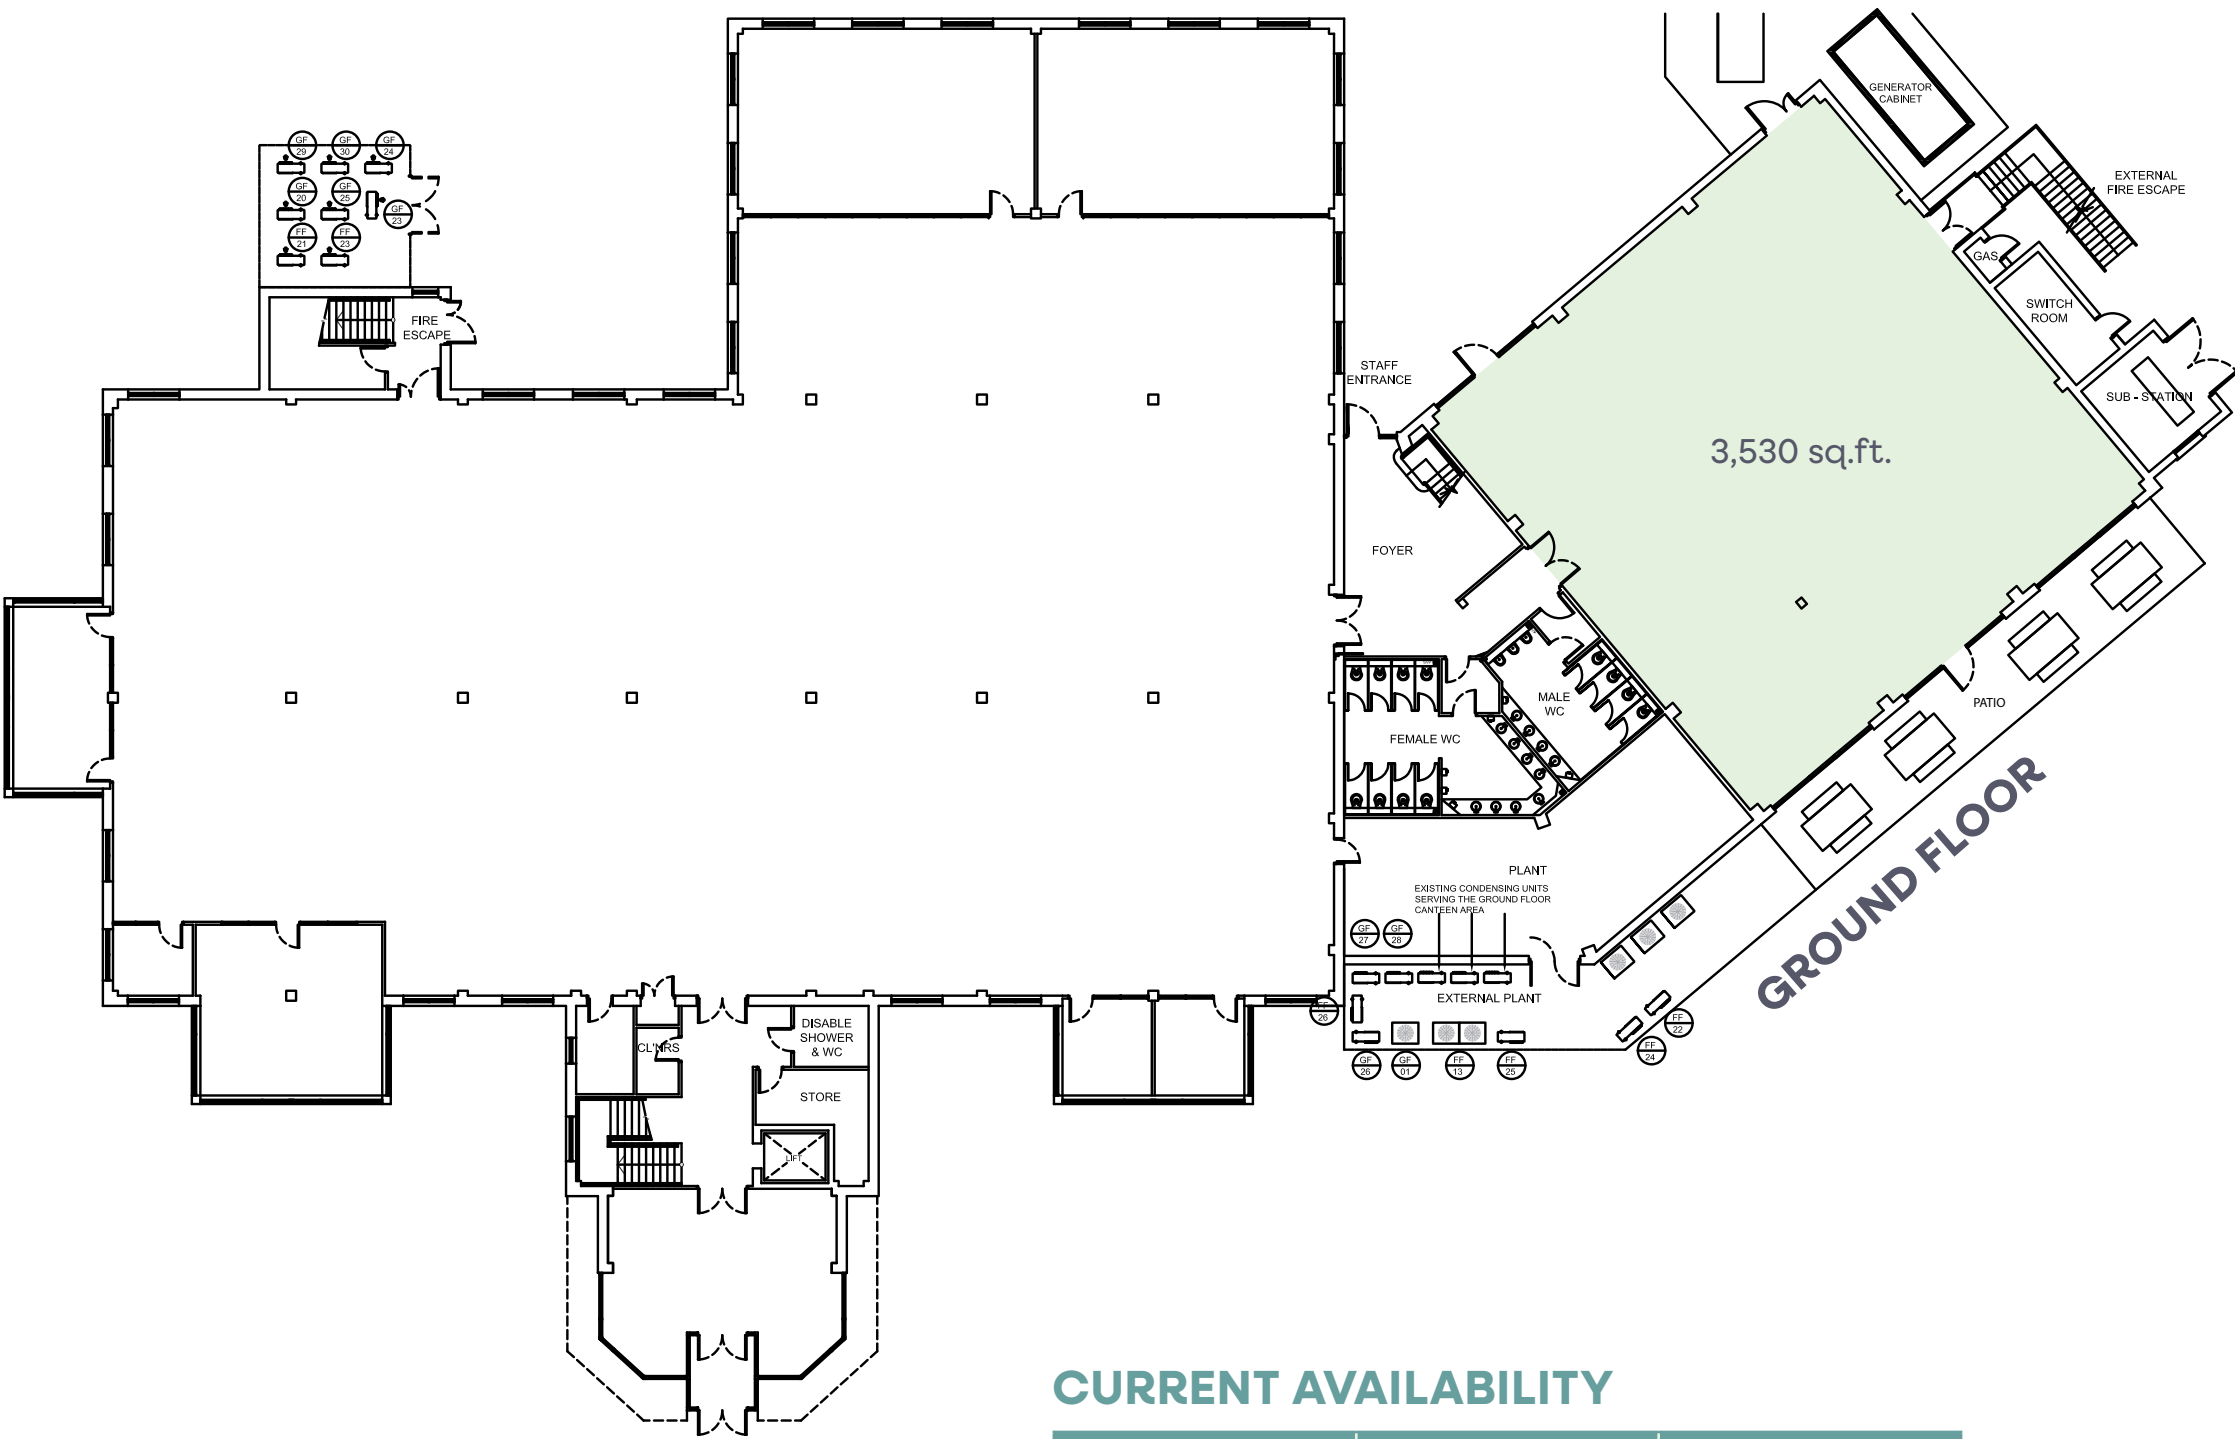 GENERATOR
CABINET
EXTERNAL
FIRE ESCAPE
GF
29
GF
30
GF
24
GF
20
GF
25
GF
23
FF
21
FF
23
GAS
SWITCH
ROOM
FIRE
ESCAPE
STAFF
ENTRANCE
SUB - STATION
3,530 sq.ft.
FOYER
MALE
WC
PATIO
FEMALE WC
GROUND FLOOR
PLANT
EXISTING CONDENSING UNITS
SERVING THE GROUND FLOOR
CANTEEN AREA
GF
27
GF
28
EXTERNAL PLANT
FF
26
FF
22
FF
24
GF
26
GF
01
FF
13
FF
25
DISABLE
SHOWER
& WC
CL'NRS
STORE
LIFT
CURRENT AVAILABILITY